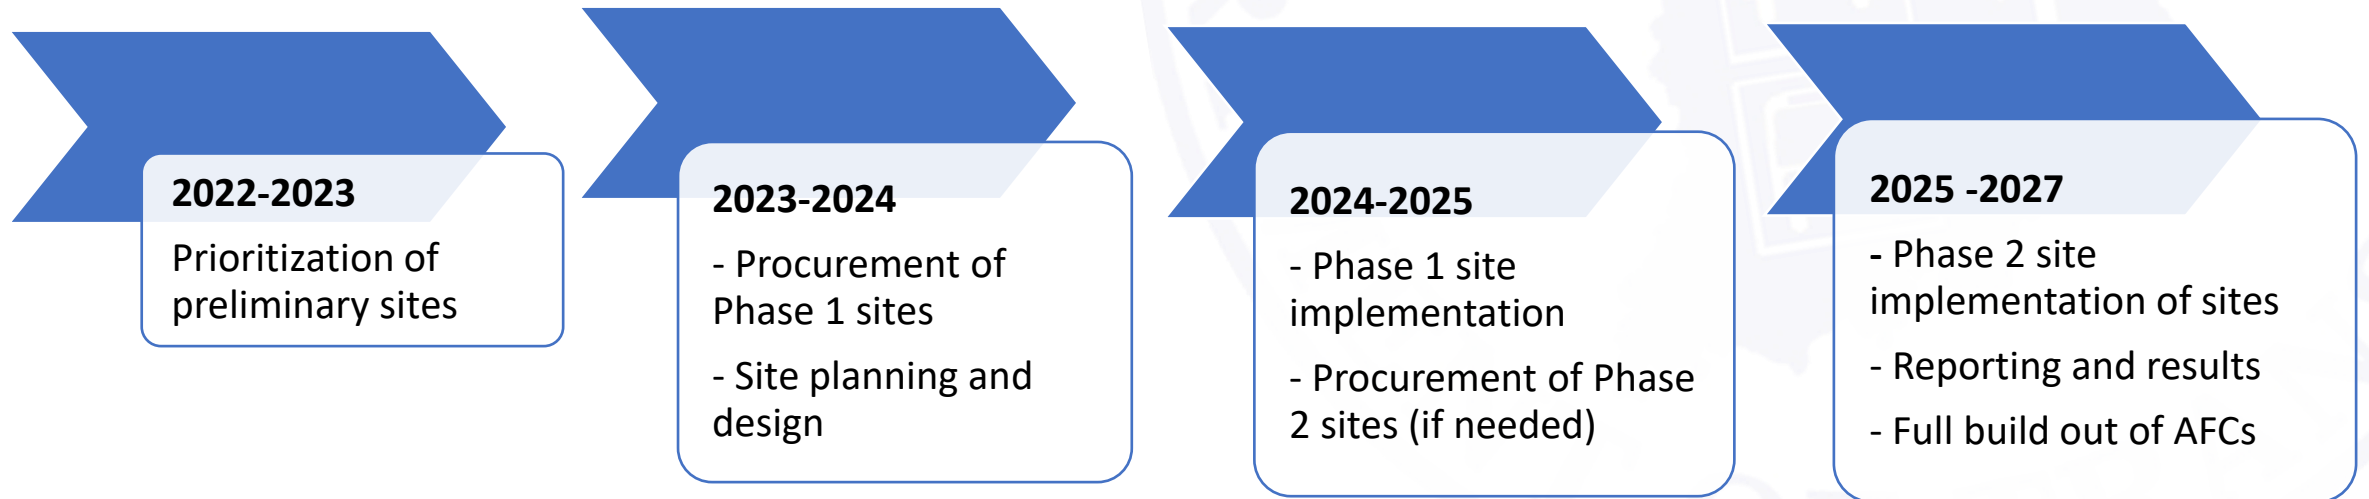 2022-2023
Prioritization of
preliminary sites
2023-2024
- Procurement of
Phase 1 sites
- Site planning and
design
2024-2025
- Phase 1 site
implementation
- Procurement of Phase
2 sites (if needed)
2025 -2027
- Phase 2 site
implementation of sites
- Reporting and results
- Full build out of AFCs